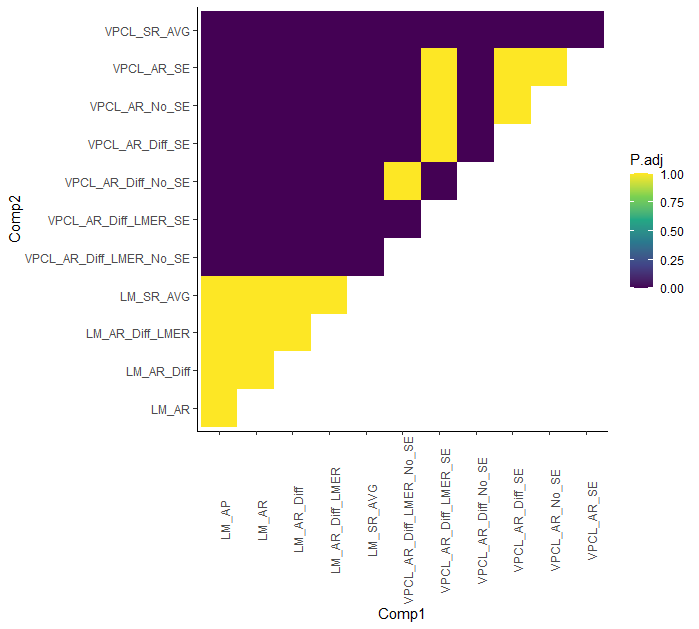 VPCL_SR_AVG
VPCL_AR_SE
VPCL_AR_No_SE
VPCL_AR_Diff_SE
VPCL_AR_Diff_No_SE
VPCL_AR_Diff_LMER_SE
VPCL_AR_Diff_LMER_No_SE
LM_SR_AVG
LM_AR_Diff_LMER
LM_AR_Diff
LM_AR
Comp2
LM_AP
LM_AR
LM_AR_Diff
LM_AR_Diff_LMER
LM_SR_AVG
VPCL_AR_Diff_LMER_No_SE
VPCL_AR_Diff_LMER_SE
VPCL_AR_Diff_No_SE
VPCL_AR_Diff_SE
VPCL_AR_No_SE
VPCL_AR_SE
Comp1
P.adj
1.00
0.75
0.50
0.25
0.00